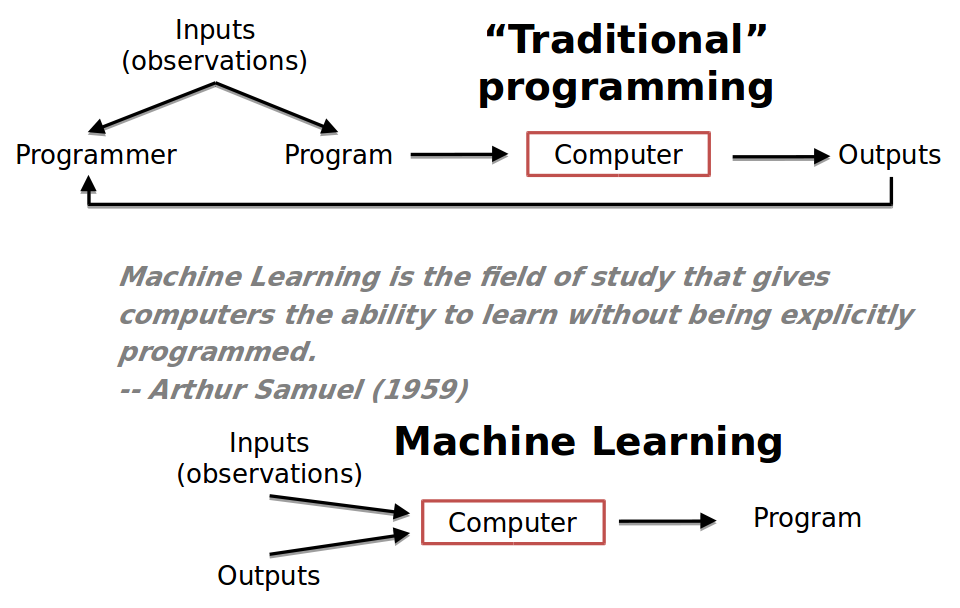 Inputs
(observations)
“Traditional”
programming
Programmer
Program
Computer
Outputs
Machine Learning is the field of study that gives
computers the ability to learn without being explicitly
programmed.
-- Arthur Samuel (1959)
Inputs
(observations)
Machine Learning
Computer
Program
Outputs